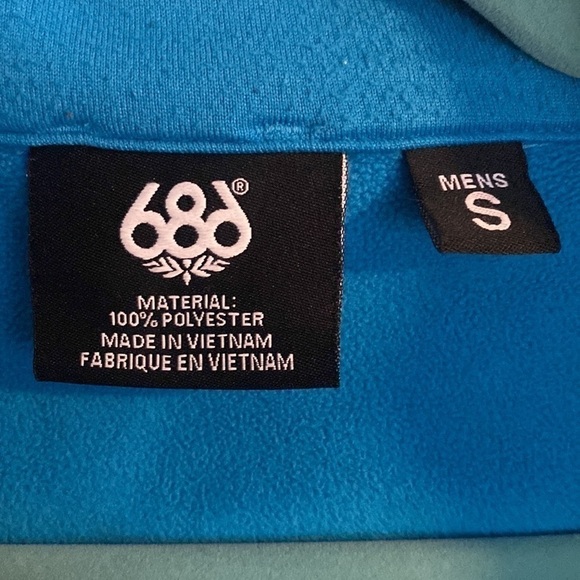 686®
MATERIAL:
100% POLYESTER
MADE IN VIETNAM
FABRIQUE EN VIETNAM
MENS
S